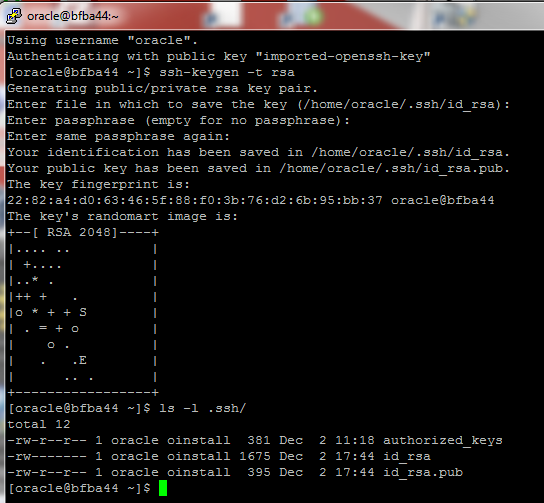 oracle@bfba44:~
Using username "oracle".
Authenticating with public key "imported-openssh-key"
[oracle@bfba44 ~]$ ssh-keygen -t rsa
Generating public/private rsa key pair.
Enter file in which to save the key (/home/oracle/.ssh/id_rsa):
Enter passphrase (empty for no passphrase):
Enter same passphrase again:
Your identification has been saved in /home/oracle/.ssh/id_rsa.
Your public key has been saved in /home/oracle/.ssh/id_rsa.pub.
The key fingerprint is:
22:82:a4:d0:63:46:5f:88:f0:3b:76:d2:6b:95:bb:37 oracle@bfba44
The key's randomart image is:
+--[ RSA 2048]----+
|.... ..          |
| +....           |
|..* .            |
|++ +   .         |
|o * + + S        |
| . = + o         |
|    o .          |
|   .   .E        |
|      .. .       |
+-----------------+
[oracle@bfba44 ~]$ ls -l .ssh/
total 12
-rw-r--r-- 1 oracle oinstall  381 Dec  2 11:18 authorized_keys
-rw------- 1 oracle oinstall 1675 Dec  2 17:44 id_rsa
-rw-r--r-- 1 oracle oinstall  395 Dec  2 17:44 id_rsa.pub
[oracle@bfba44 ~]$